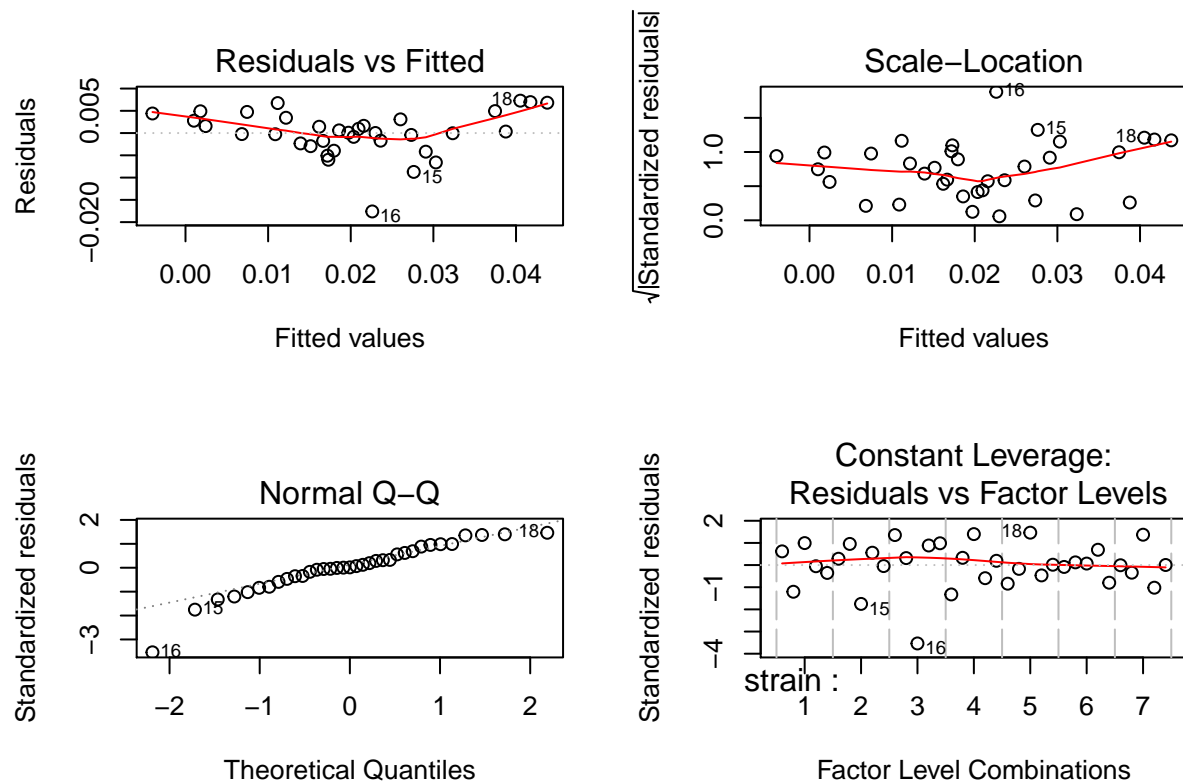 Residuals vs Fitted
Residuals
0.005
−0.020
18
15
16
0.00 0.01 0.02 0.03 0.04
Fitted values
Scale−Location
√|Standardized residuals|
1.0
0.0
16
15
18
0.00 0.01 0.02 0.03 0.04
Fitted values
Normal Q−Q
Standardized residuals
2
0
−3
18
15
16
−2 −1 0 1 2
Theoretical Quantiles
Constant Leverage:
Residuals vs Factor Levels
Standardized residuals
2
−1
−4
18
15
16
strain :
1 2 3 4 5 6 7
Factor Level Combinations